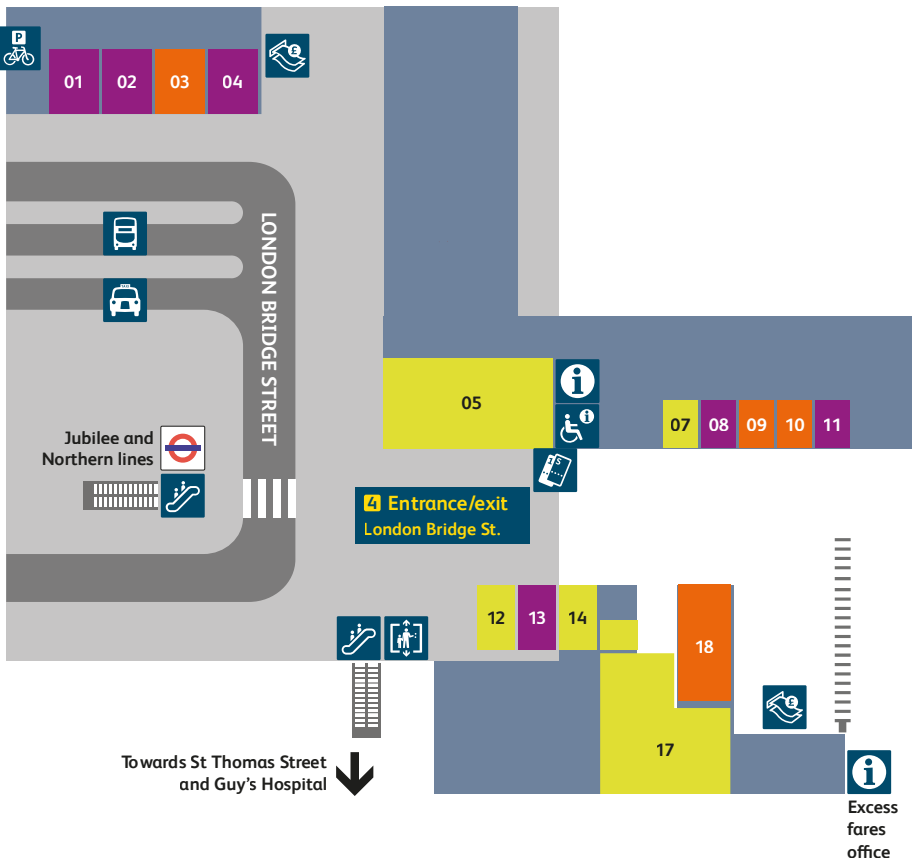 P
01
02
03
04
£
LONDON BRIDGE STREET
05
i
i
07
08
09
10
11
Jubilee and
Northern lines
4 Entrance/exit
London Bridge St.
12
13
14
18
£
17
Towards St Thomas Street
and Guy's Hospital
i
Excess
fares
office